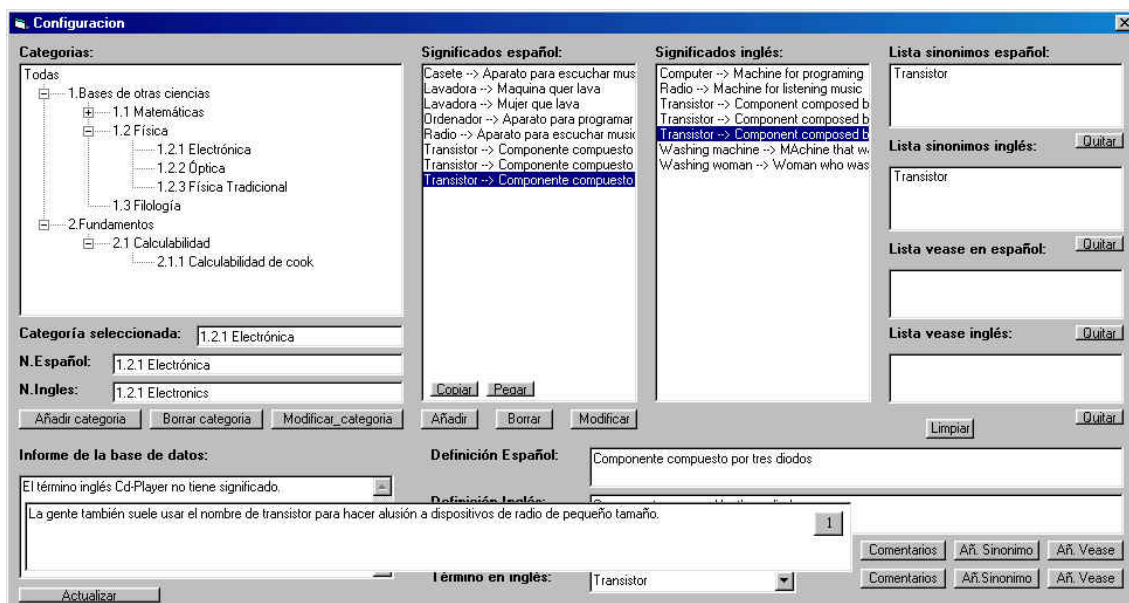 Configuracion
Categorias:
Todas
1.Bases de otras ciencias
1.1 Matemáticas
1.2 Física
1.2.1 Electrónica
1.2.2 Óptica
1.2.3 Física Tradicional
1.3 Filología
2.Fundamentos
2.1 Calculabilidad
2.1.1 Calculabilidad de cook
Categoría seleccionada: 1.2.1 Electrónica
N.Español: 1.2.1 Electrónica
N.Ingles: 1.2.1 Electronics
Añadir categoria Borrar categoria Modificar_categoria
Significados español:
Casete --> Aparato para escuchar mus
Lavadora --> Maquina quer lava
Lavadora --> Mujer que lava
Ordenador --> Aparato para programar
Radio --> Aparato para escuchar musi
Transistor --> Componente compuesto
Transistor --> Componente compuesto
Transistor --> Componente compuesto
Copiar Pegar
Añadir Borrar Modificar
Significados inglés:
Computer --> Machine for programing
Radio --> Machine for listening music
Transistor --> Component composed b
Transistor --> Component composed b
Transistor --> Component composed b
Washing machine --> MAchine that w
Washing woman --> Woman who was
Lista sinonimos español:
Transistor
Quitar
Lista sinonimos inglés:
Transistor
Quitar
Lista vease en español:
Quitar
Lista vease inglés:
Quitar
Limpiar
Informe de la base de datos:
El término inglés Cd-Player no tiene significado.
Definición Español: Componente compuesto por tres diodos
Definición Inglés:
La gente también suele usar el nombre de transistor para hacer alusión a dispositivos de radio de pequeño tamaño.
1
Comentarios Añ. Sinonimo Añ. Vease
Término en inglés: Transistor
Comentarios Añ.Sinonimo Añ. Vease
Actualizar